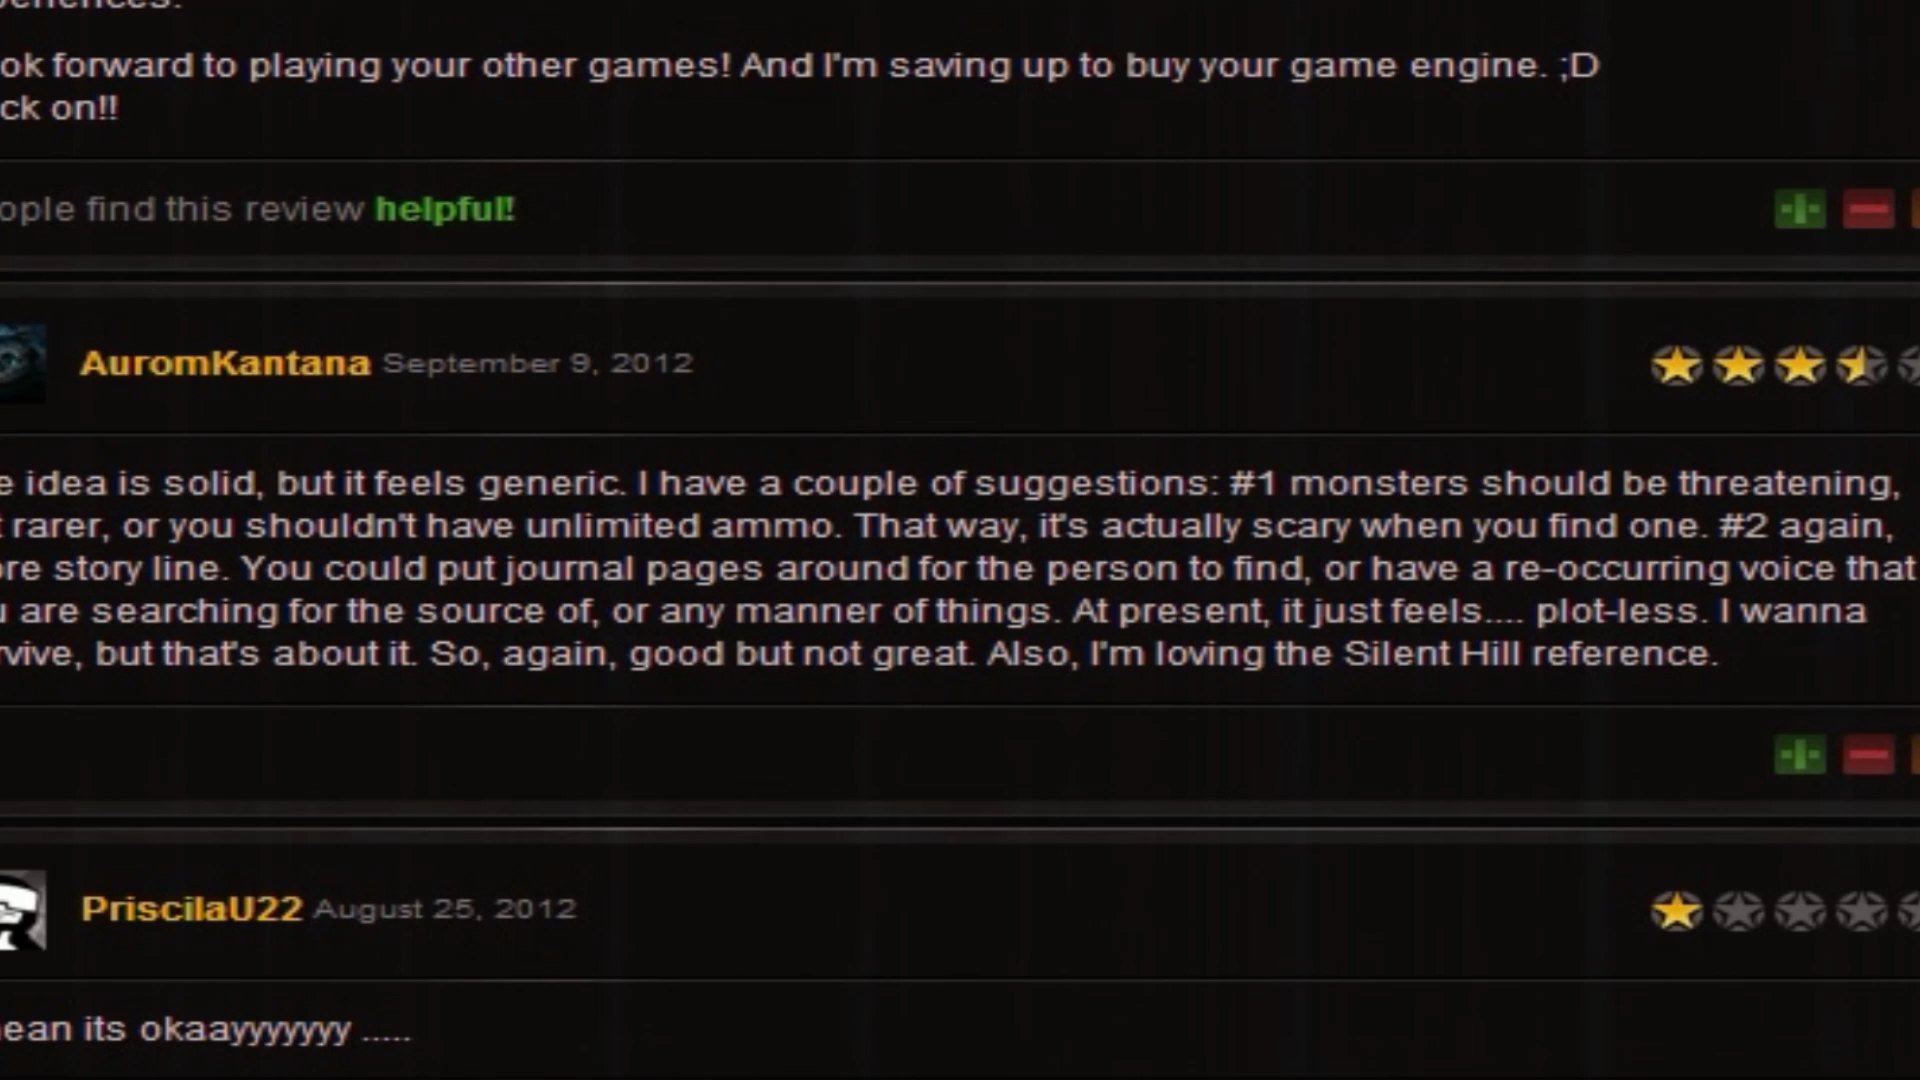 ok forward to playing your other games! And I'm saving up to buy your game engine. ;D
ck on!!
ople find this review helpful!
AuromKantana September 9, 2012
e idea is solid, but it feels generic. I have a couple of suggestions: #1 monsters should be threatening,
t rarer, or you shouldn't have unlimited ammo. That way, it's actually scary when you find one. #2 again,
ore story line. You could put journal pages around for the person to find, or have a re-occurring voice that
u are searching for the source of, or any manner of things. At present, it just feels.... plot-less. I wanna
rvive, but that's about it. So, again, good but not great. Also, I'm loving the Silent Hill reference.
PriscilaU22 August 25, 2012
nean its okaayyyyyyy .....